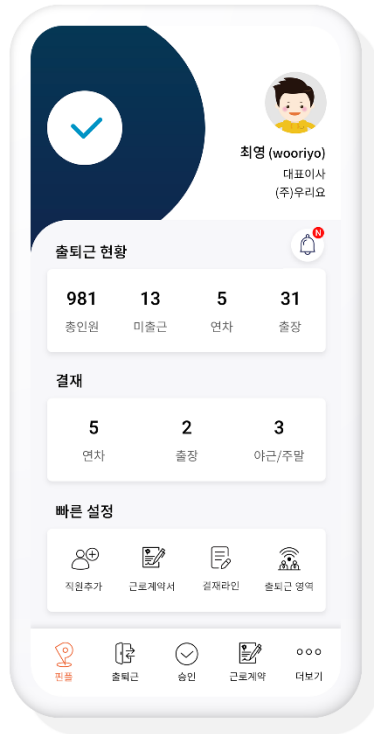 최영 (wooriyo)
대표이사
(주)우리요
출퇴근 현황
N
981 13 5 31
총인원 미출근 연차 출장
결재
5 2 3
연차 출장 야근/주말
빠른 설정
직원추가 근로계약서 결재라인 출퇴근 영역
핀플 출퇴근 승인 근로계약 더보기